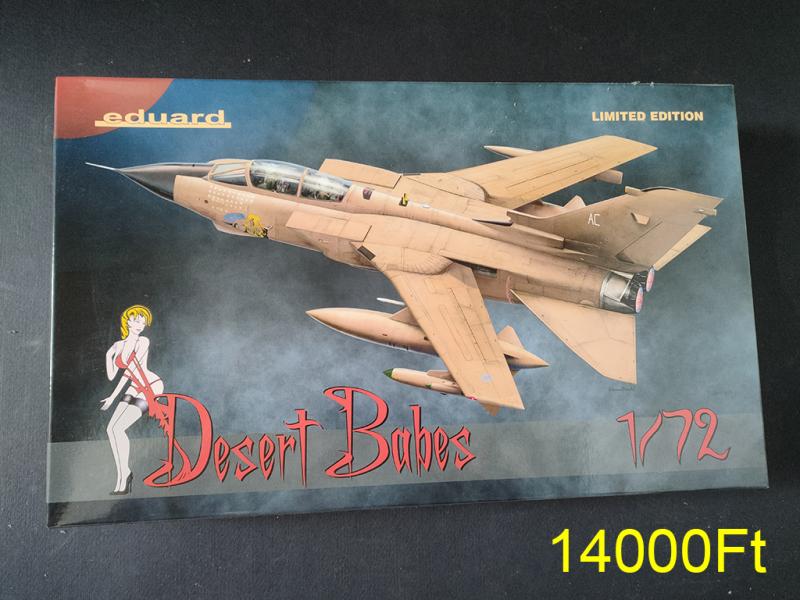 eduard
LIMITED EDITION
AC
Desert Babes
1/72
14000Ft